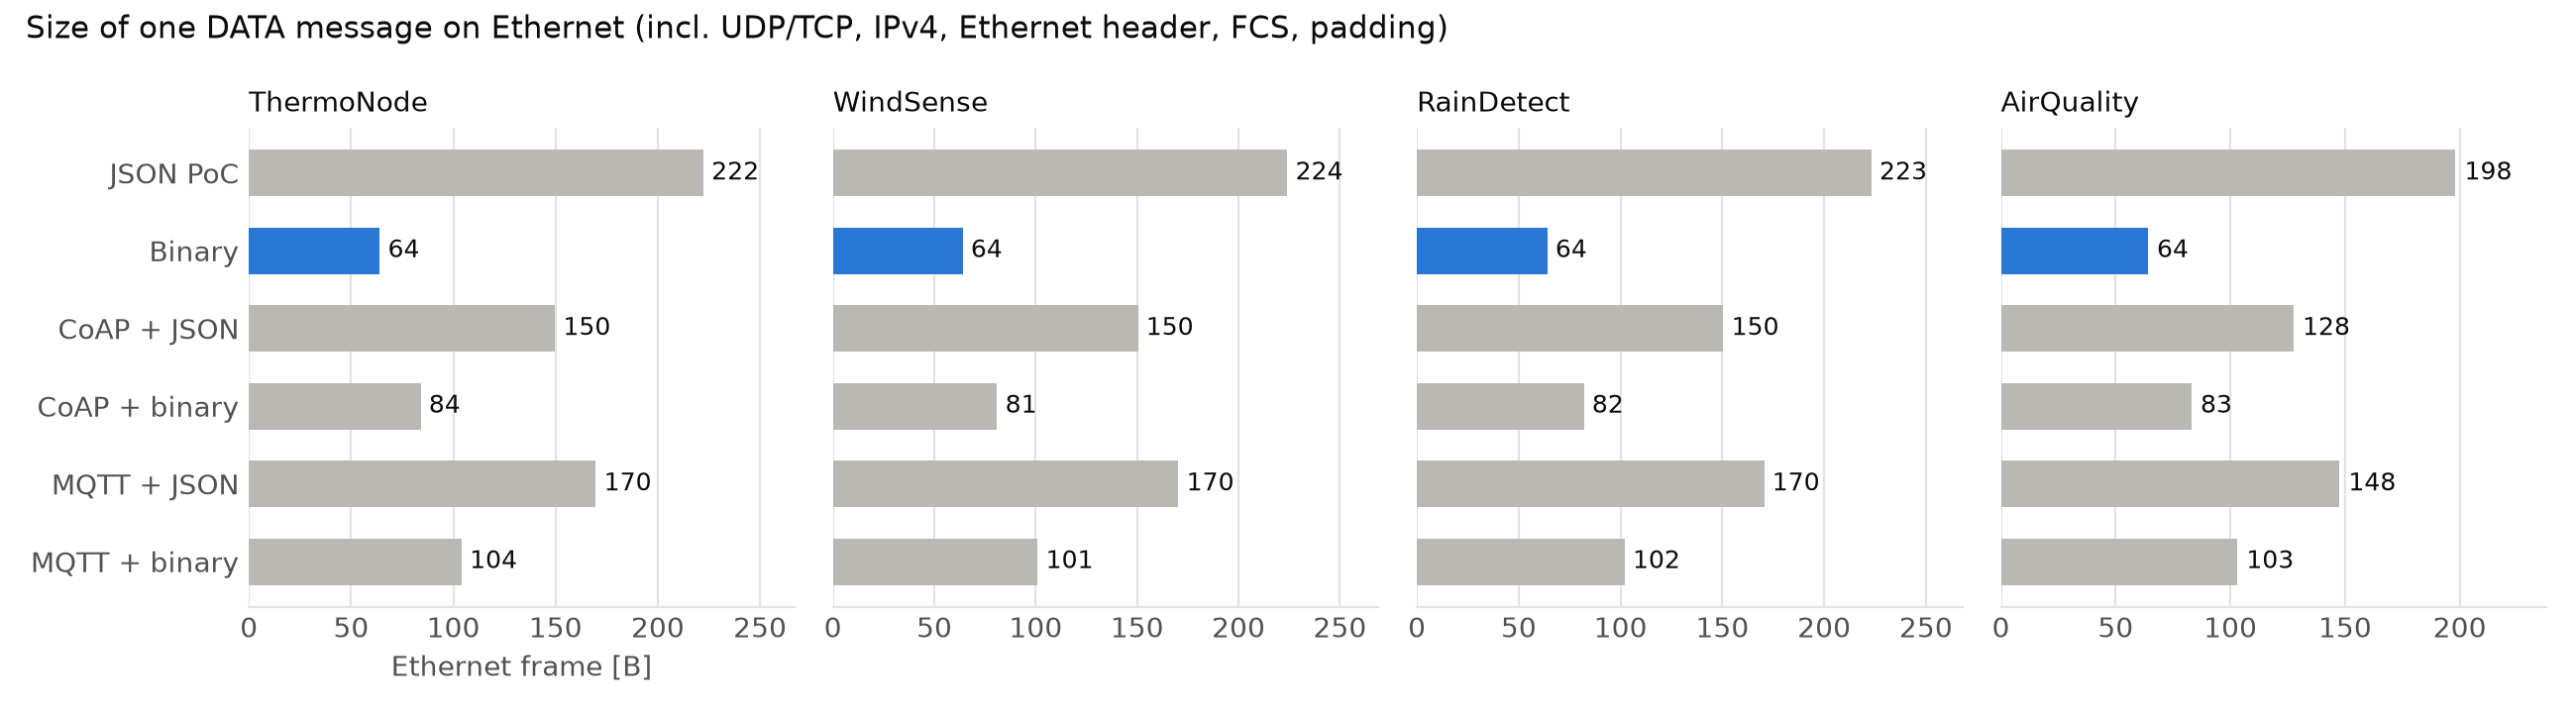 Size of one DATA message on Ethernet (incl. UDP/TCP, IPv4, Ethernet header, FCS, padding)
ThermoNode WindSense RainDetect AirQuality
JSON PoC 222 224 223 198
Binary 64 64 64 64
CoAP + JSON 150 150 150 128
CoAP + binary 84 81 82 83
MQTT + JSON 170 170 170 148
MQTT + binary 104 101 102 103
0 50 100 150 200 250 0 50 100 150 200 250 0 50 100 150 200 250 0 50 100 150 200
Ethernet frame [B]